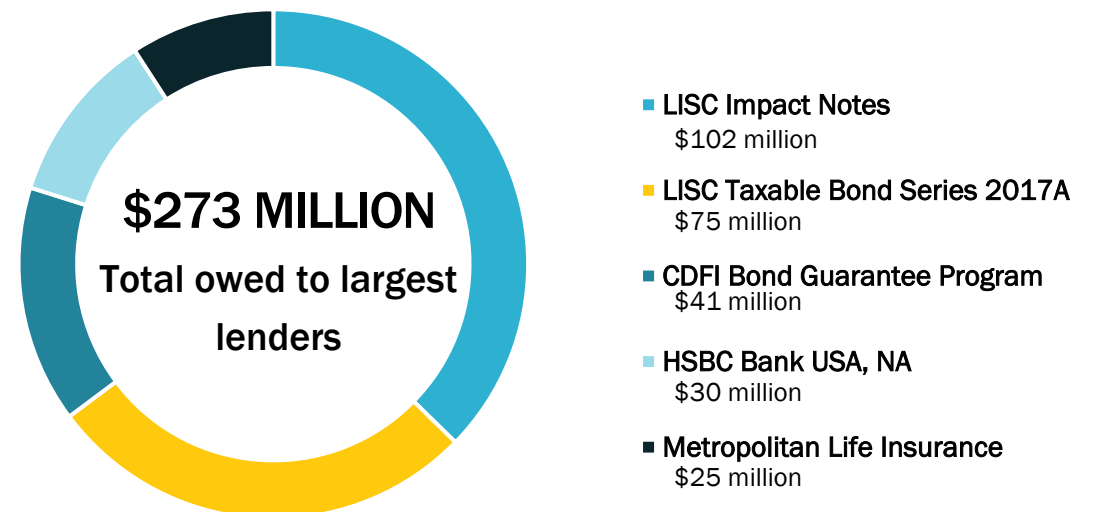 $273 MILLION
Total owed to largest
lenders
LISC Impact Notes
$102 million
LISC Taxable Bond Series 2017A
$75 million
CDFI Bond Guarantee Program
$41 million
HSBC Bank USA, NA
$30 million
Metropolitan Life Insurance
$25 million